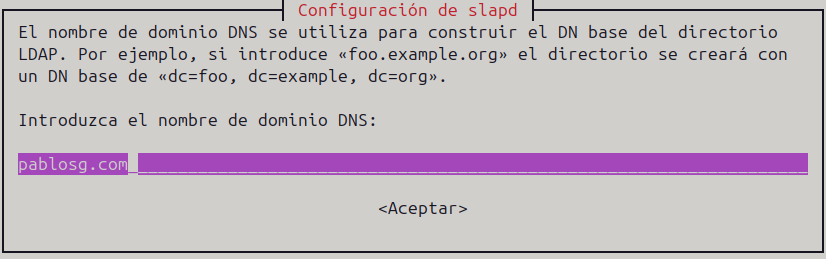 Configuración de slapd
El nombre de dominio DNS se utiliza para construir el DN base del directorio
LDAP. Por ejemplo, si introduce «foo.example.org» el directorio se creará con
un DN base de «dc=foo, dc=example, dc=org».
Introduzca el nombre de dominio DNS:
pablosg.com
<Aceptar>